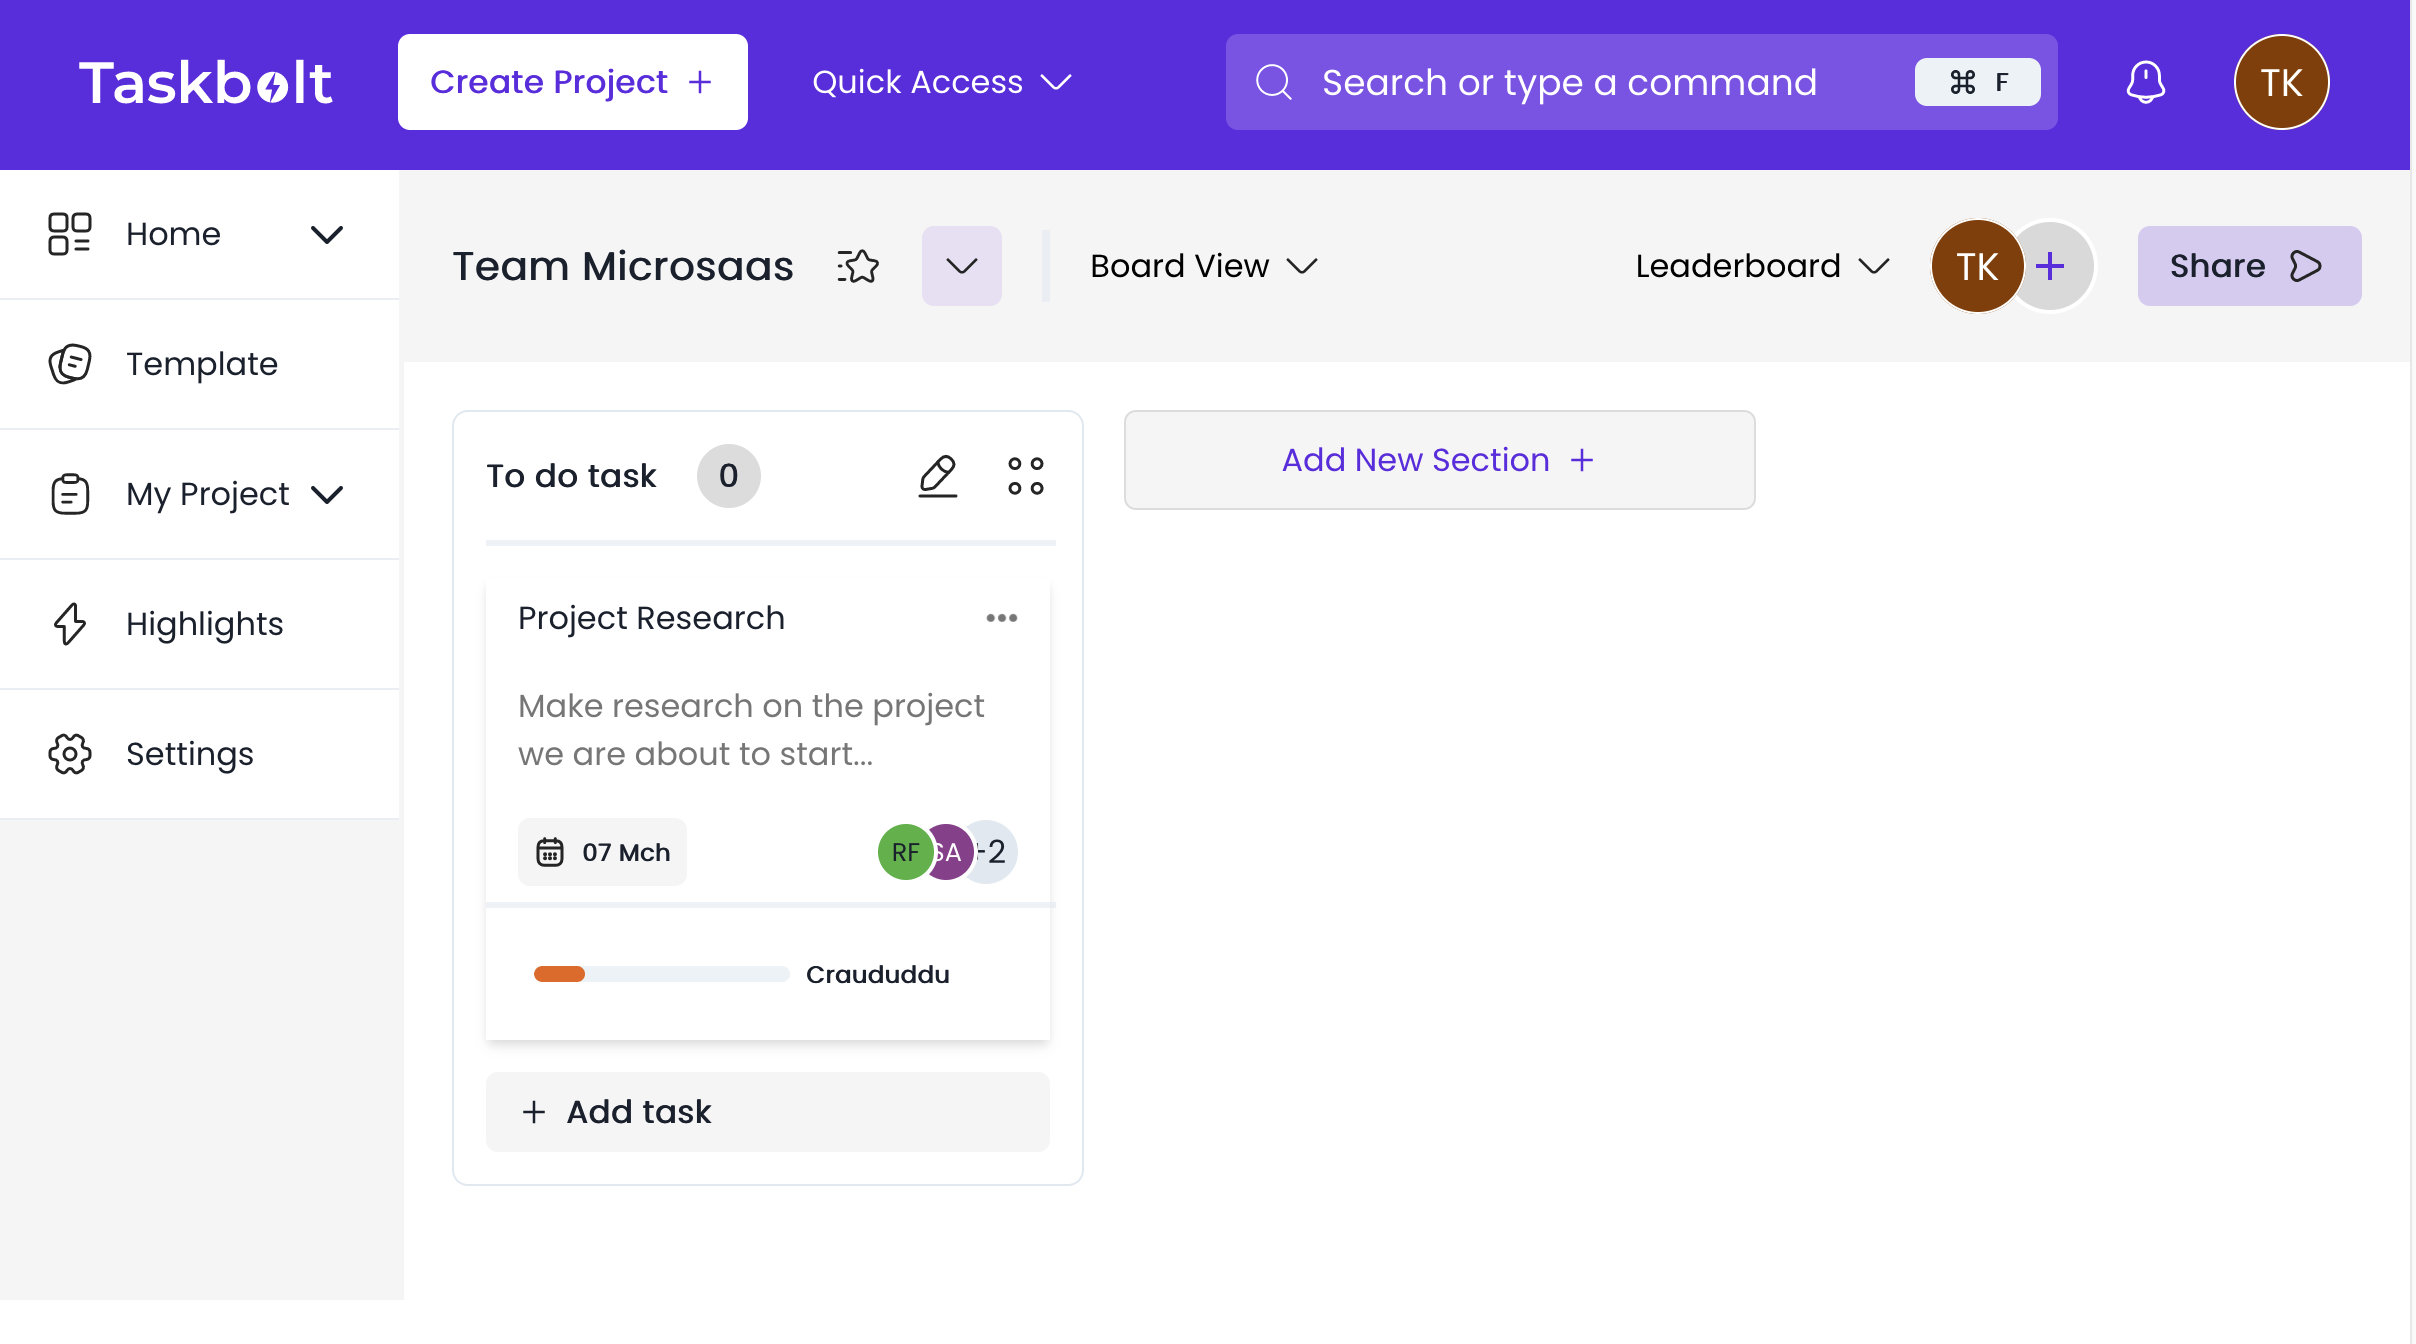 Taskbolt
Create Project +
Quick Access
Search or type a command
⌘ F
TK
Home
Template
My Project
Highlights
Settings
Team Microsaas
Board View
Leaderboard
TK +
Share
To do task 0
Add New Section +
Project Research
Make research on the project
we are about to start...
07 Mch
RF SA +2
Craududdu
+ Add task